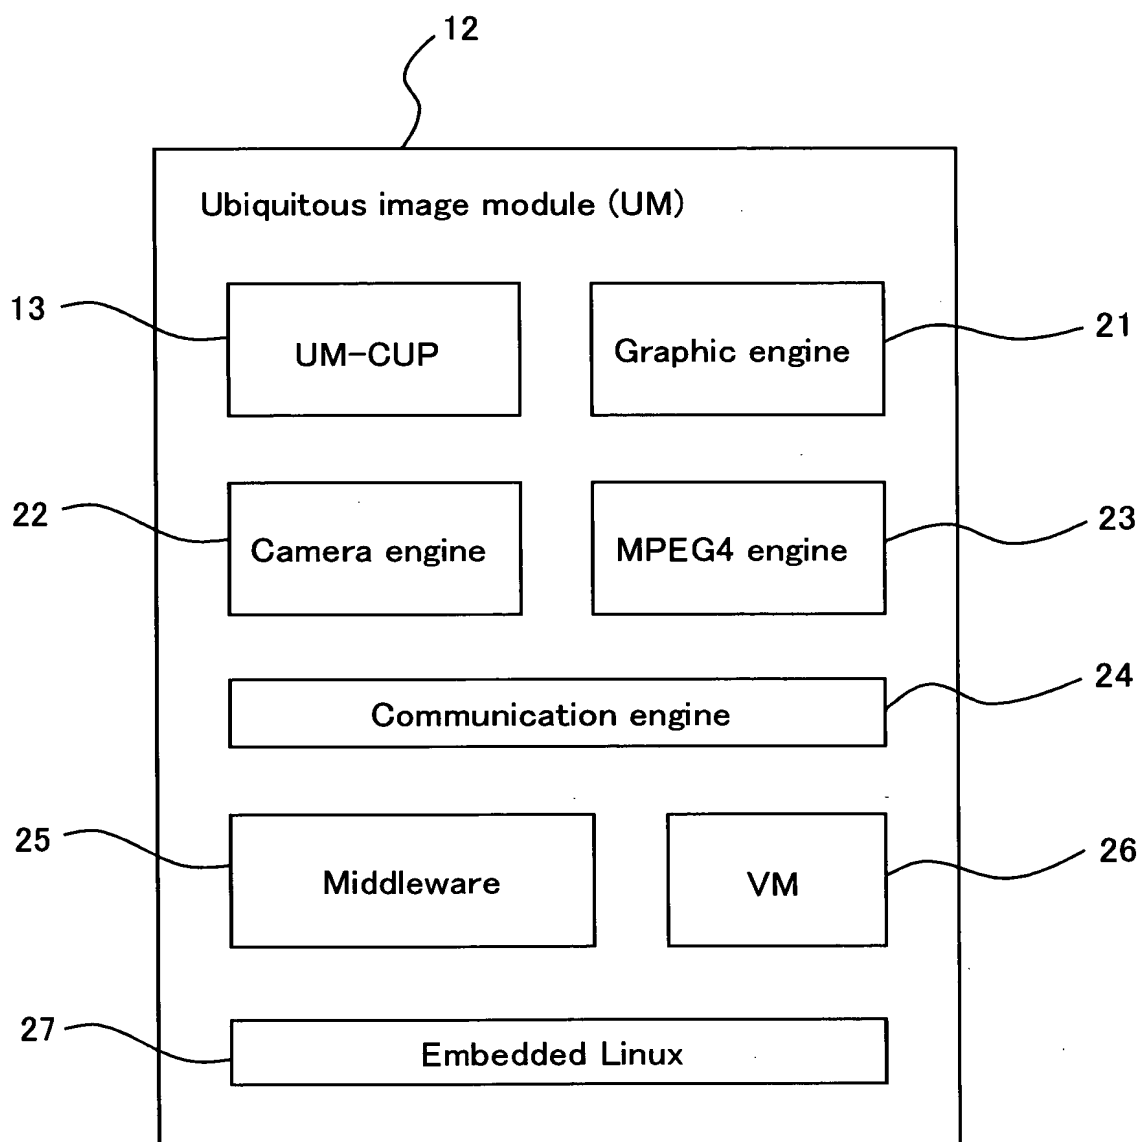 12
Ubiquitous image module (UM)
13
UM-CUP
Graphic engine
21
22
Camera engine
MPEG4 engine
23
Communication engine
24
25
Middleware
VM
26
27
Embedded Linux